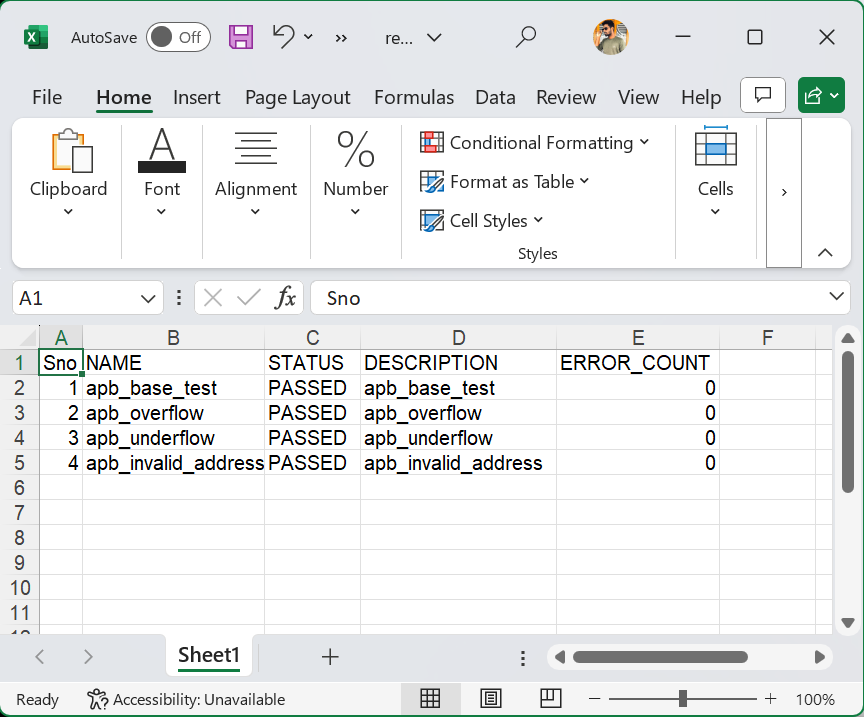 AutoSave Off » re...
File Home Insert Page Layout Formulas Data Review View Help
Clipboard Font Alignment Number Conditional Formatting Cells
Format as Table
Cell Styles
Styles
A1 fx Sno
A B C D E F
1 Sno NAME STATUS DESCRIPTION ERROR_COUNT
2 1 apb_base_test PASSED apb_base_test 0
3 2 apb_overflow PASSED apb_overflow 0
4 3 apb_underflow PASSED apb_underflow 0
5 4 apb_invalid_address PASSED apb_invalid_address 0
6
7
8
9
10
11
Sheet1 +
Ready Accessibility: Unavailable 100%